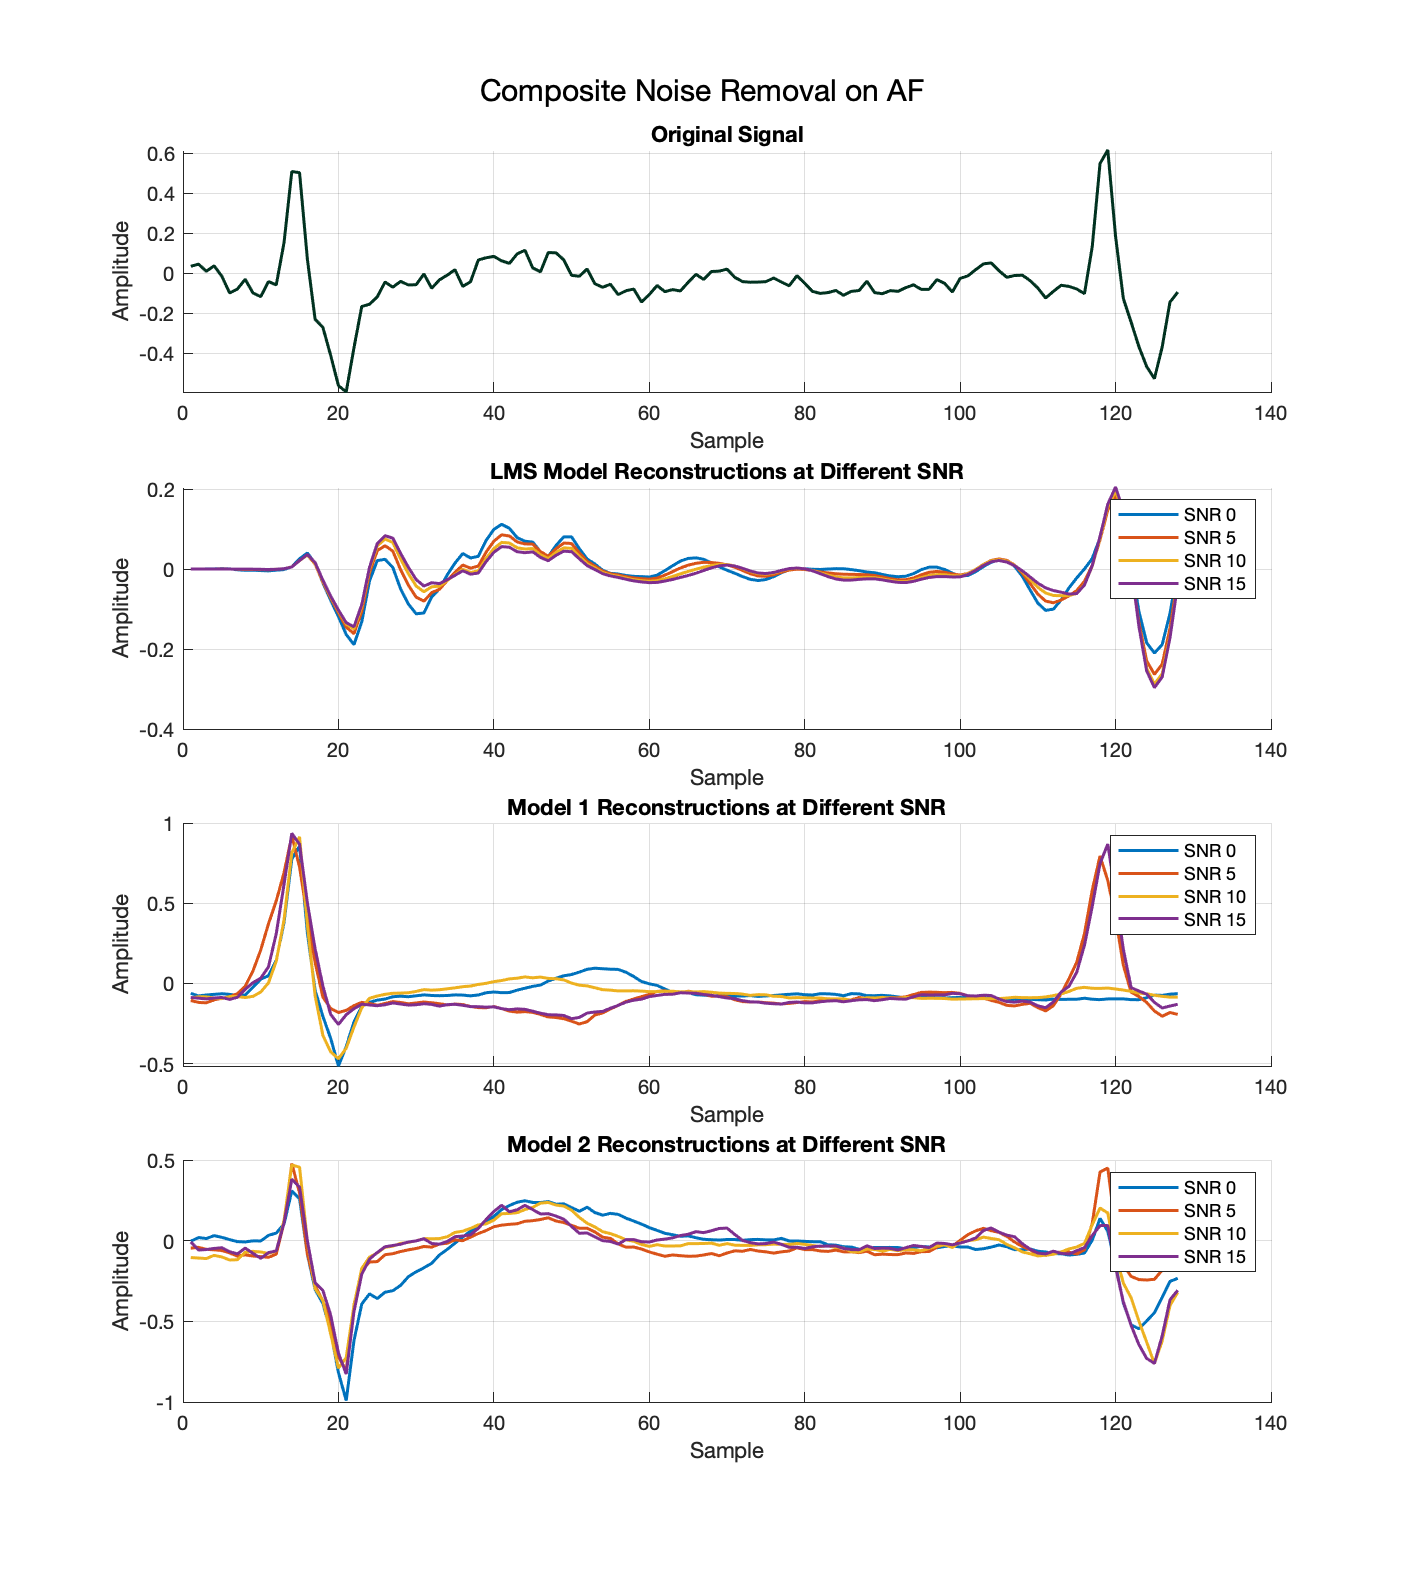 Composite Noise Removal on AF
Original Signal
Amplitude
0.6
0.4
0.2
0
-0.2
-0.4
0 20 40 60 80 100 120 140
Sample
LMS Model Reconstructions at Different SNR
Amplitude
0.2
0
-0.2
-0.4
SNR 0
SNR 5
SNR 10
SNR 15
0 20 40 60 80 100 120 140
Sample
Model 1 Reconstructions at Different SNR
Amplitude
1
0.5
0
-0.5
SNR 0
SNR 5
SNR 10
SNR 15
0 20 40 60 80 100 120 140
Sample
Model 2 Reconstructions at Different SNR
Amplitude
0.5
0
-0.5
-1
SNR 0
SNR 5
SNR 10
SNR 15
0 20 40 60 80 100 120 140
Sample